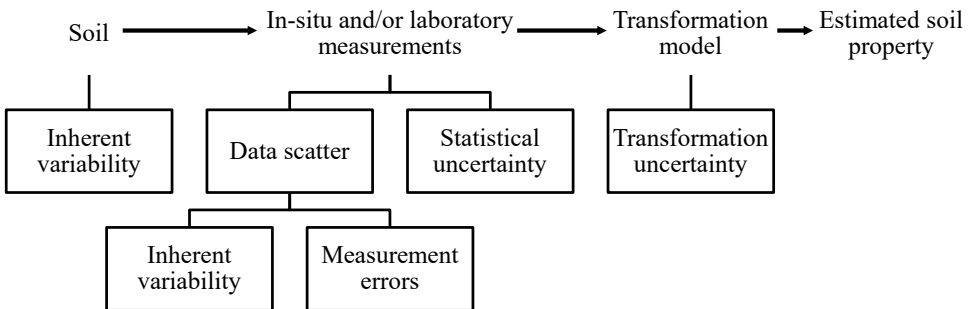 Soil
In-situ and/or laboratory
measurements
Transformation
model
Estimated soil
property
Inherent
variability
Data scatter
Statistical
uncertainty
Transformation
uncertainty
Inherent
variability
Measurement
errors